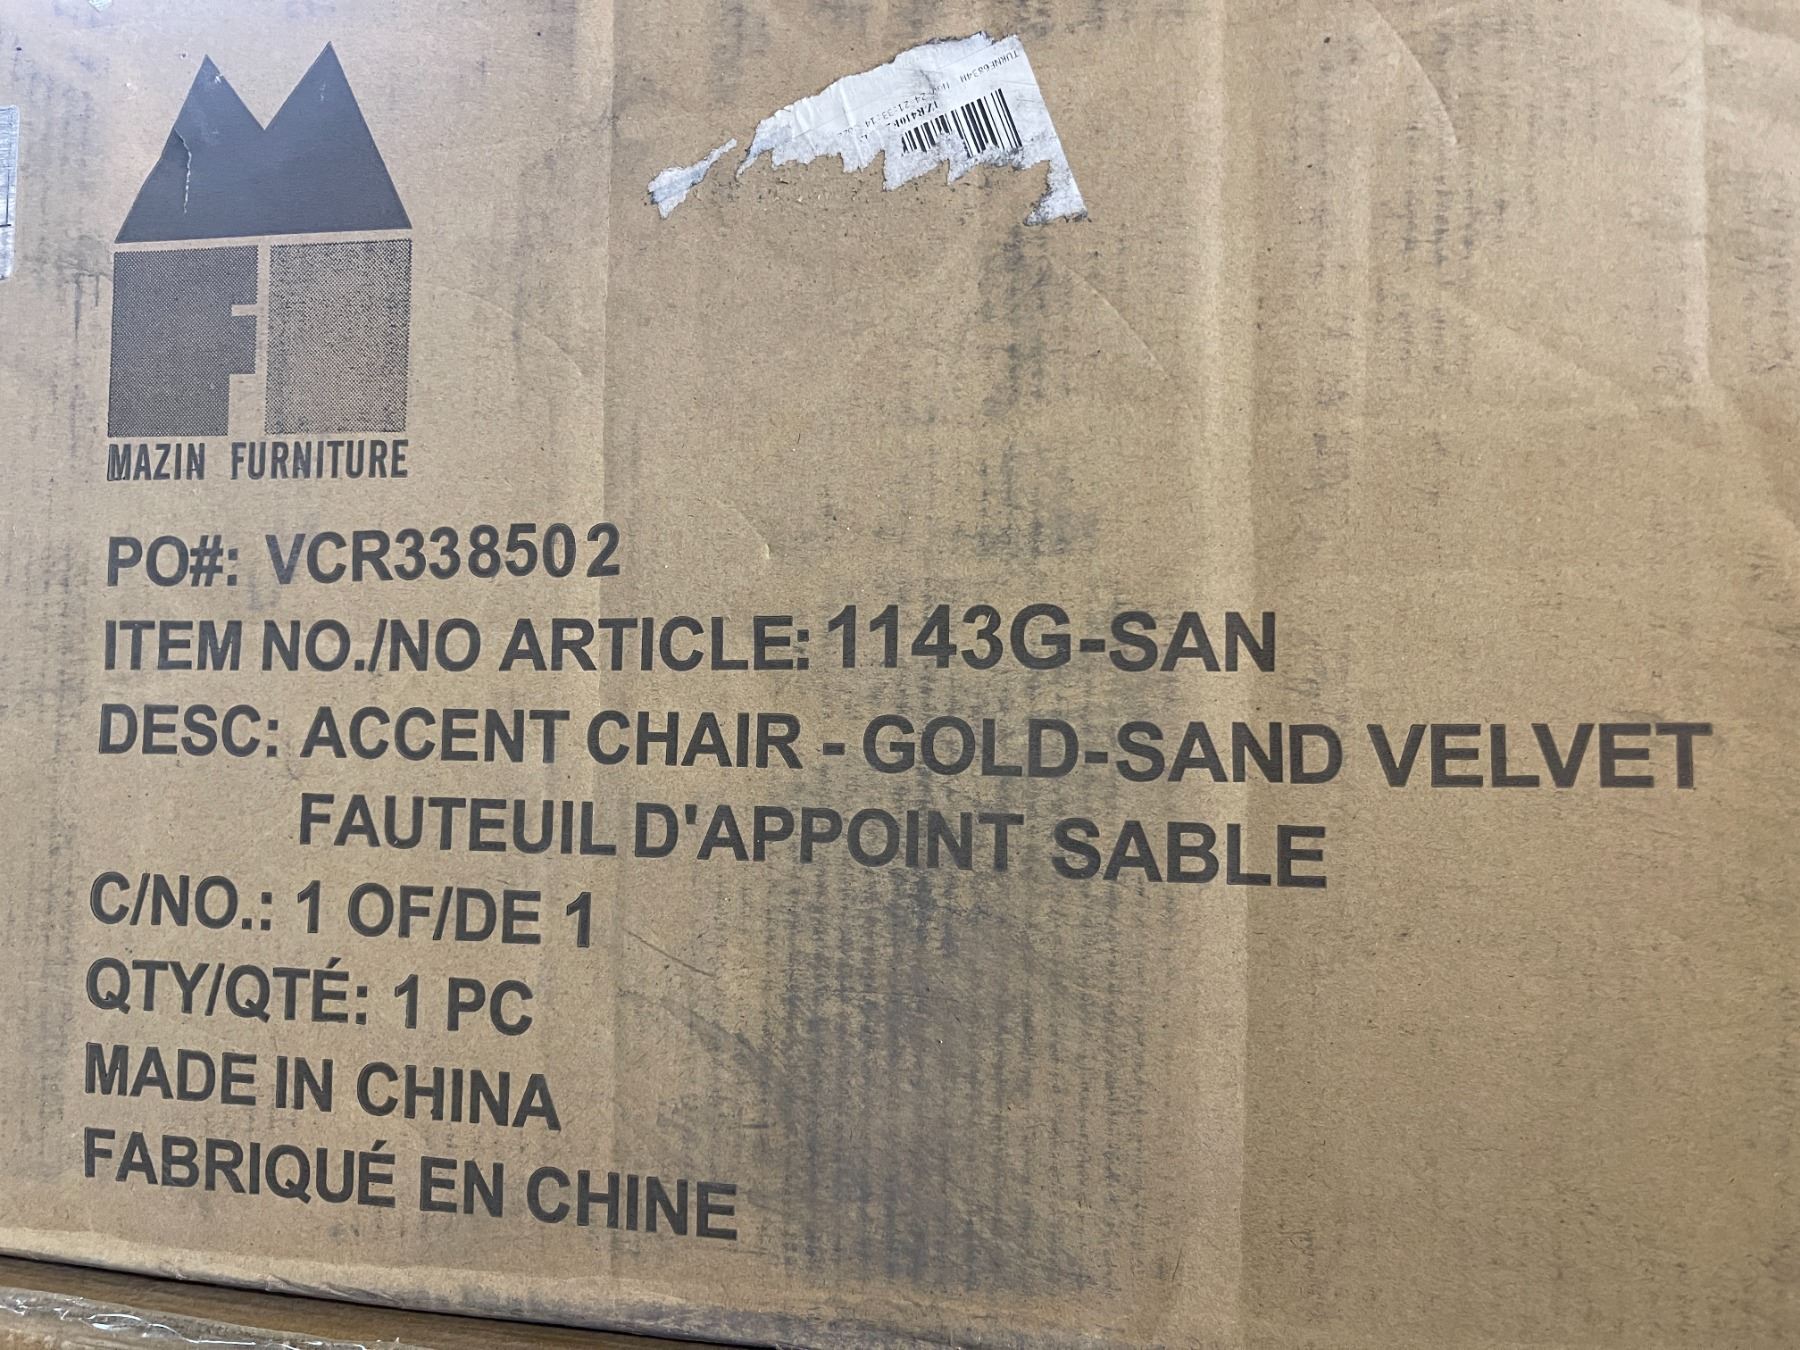 MAZIN FURNITURE
PO#: VCR338502
ITEM NO./NO ARTICLE: 1143G-SAN
DESC: ACCENT CHAIR - GOLD-SAND VELVET
FAUTEUIL D'APPOINT SABLE
C/NO.: 1 OF/DE 1
QTY/QTÉ: 1 PC
MADE IN CHINA
FABRIQUÉ EN CHINE